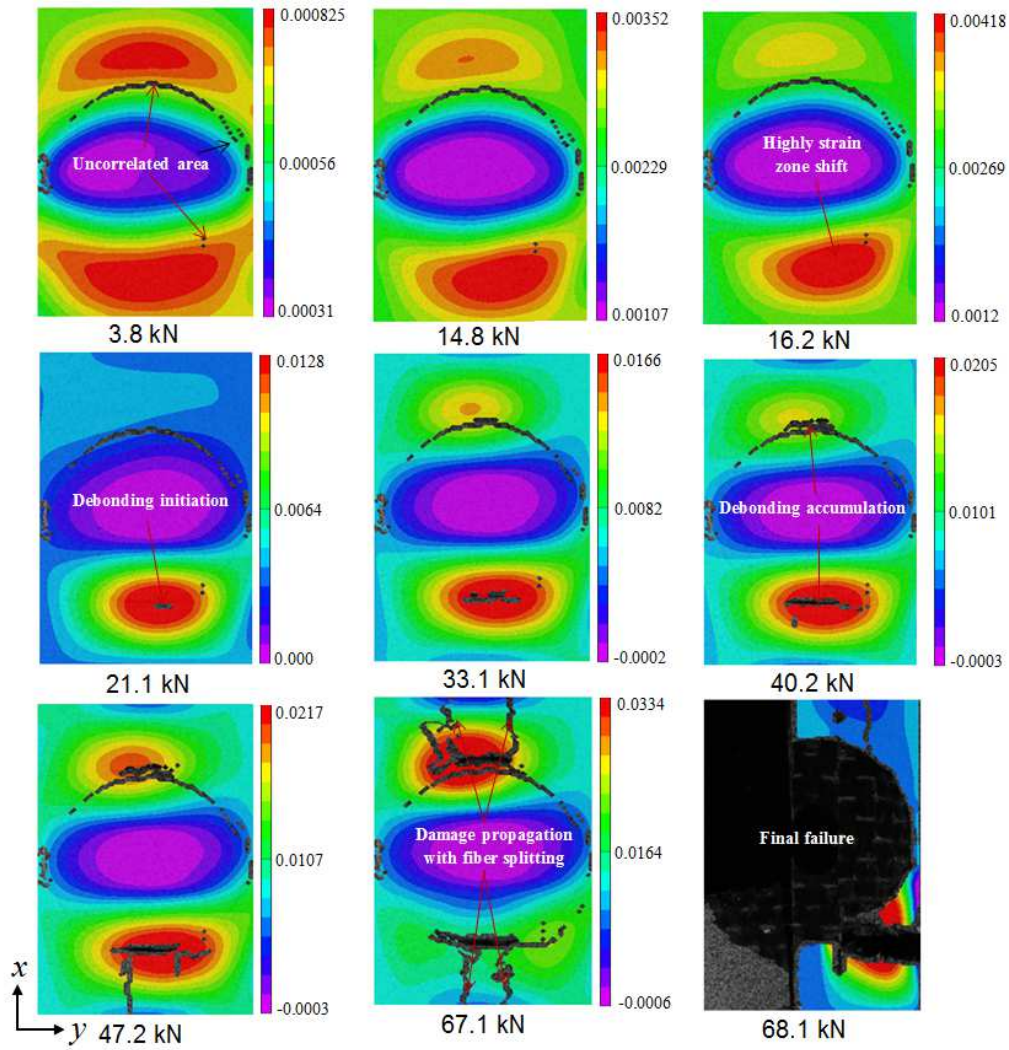 0.000825
0.00056
0.00031
Uncorrelated area
3.8 kN
0.00352
0.00229
0.00107
14.8 kN
0.00418
0.00269
0.0012
Highly strain
zone shift
16.2 kN
0.0128
0.0064
0.000
Debonding initiation
21.1 kN
0.0166
0.0082
-0.0002
33.1 kN
0.0205
0.0101
-0.0003
Debonding accumulation
40.2 kN
0.0217
0.0107
-0.0003
47.2 kN
0.0334
0.0164
-0.0006
Damage propagation
with fiber splitting
67.1 kN
Final failure
68.1 kN
x
y